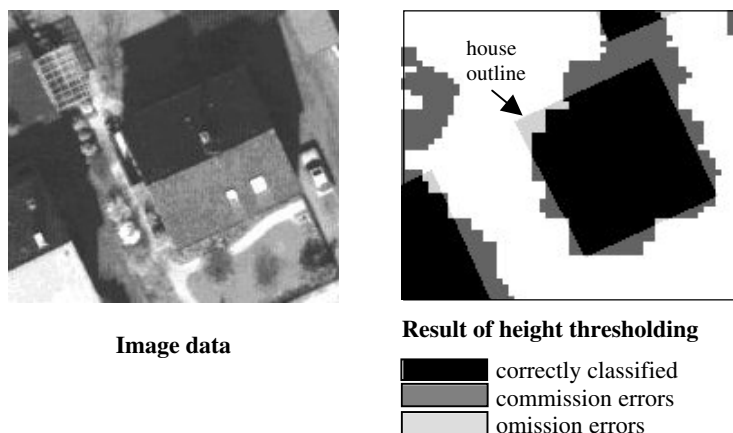 house
outline
Image data
Result of height thresholding
correctly classified
commission errors
omission errors